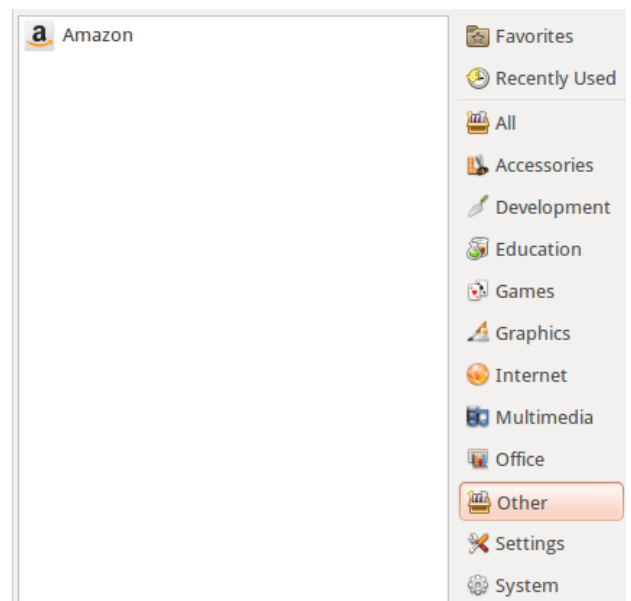 Amazon
Favorites
Recently Used
All
Accessories
Development
Education
Games
Graphics
Internet
Multimedia
Office
Other
Settings
System